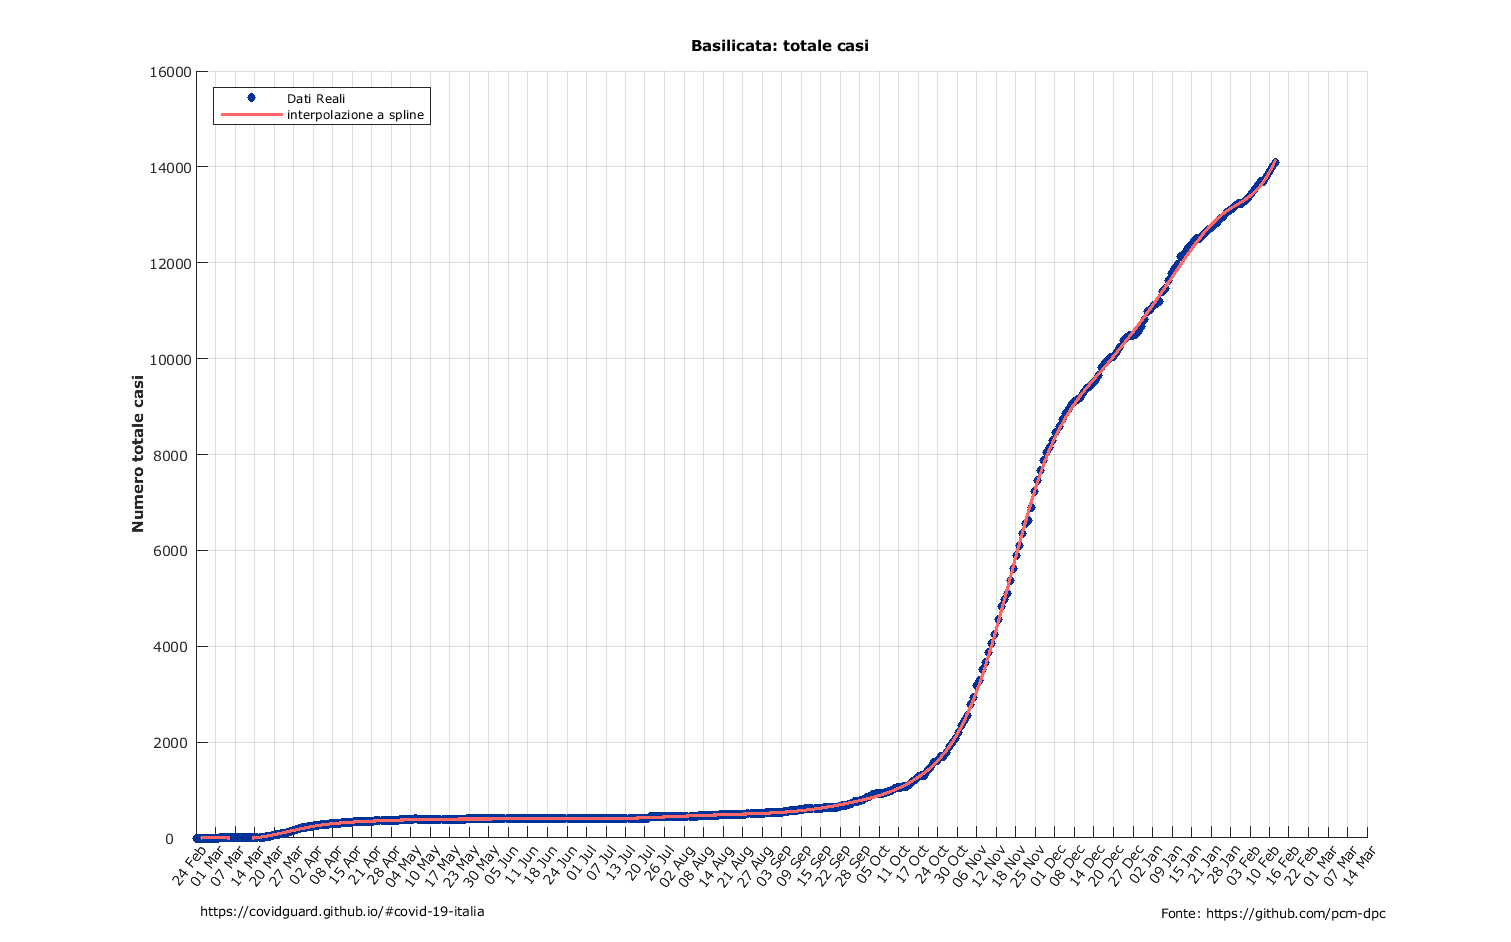 Basilicata: totale casi
16000
14000
12000
10000
8000
6000
4000
2000
0
Numero totale casi
Dati Reali
interpolazione a spline
24 Feb
01 Mar
07 Mar
14 Mar
20 Mar
27 Mar
02 Apr
08 Apr
15 Apr
21 Apr
28 Apr
04 May
10 May
17 May
23 May
30 May
05 Jun
11 Jun
18 Jun
24 Jun
01 Jul
07 Jul
13 Jul
20 Jul
26 Jul
02 Aug
08 Aug
14 Aug
21 Aug
27 Aug
03 Sep
09 Sep
15 Sep
22 Sep
28 Sep
05 Oct
11 Oct
17 Oct
24 Oct
30 Oct
06 Nov
12 Nov
18 Nov
25 Nov
01 Dec
08 Dec
14 Dec
20 Dec
27 Dec
02 Jan
09 Jan
15 Jan
21 Jan
28 Jan
03 Feb
10 Feb
16 Feb
22 Feb
01 Mar
07 Mar
14 Mar
https://covidguard.github.io/#covid-19-italia
Fonte: https://github.com/pcm-dpc